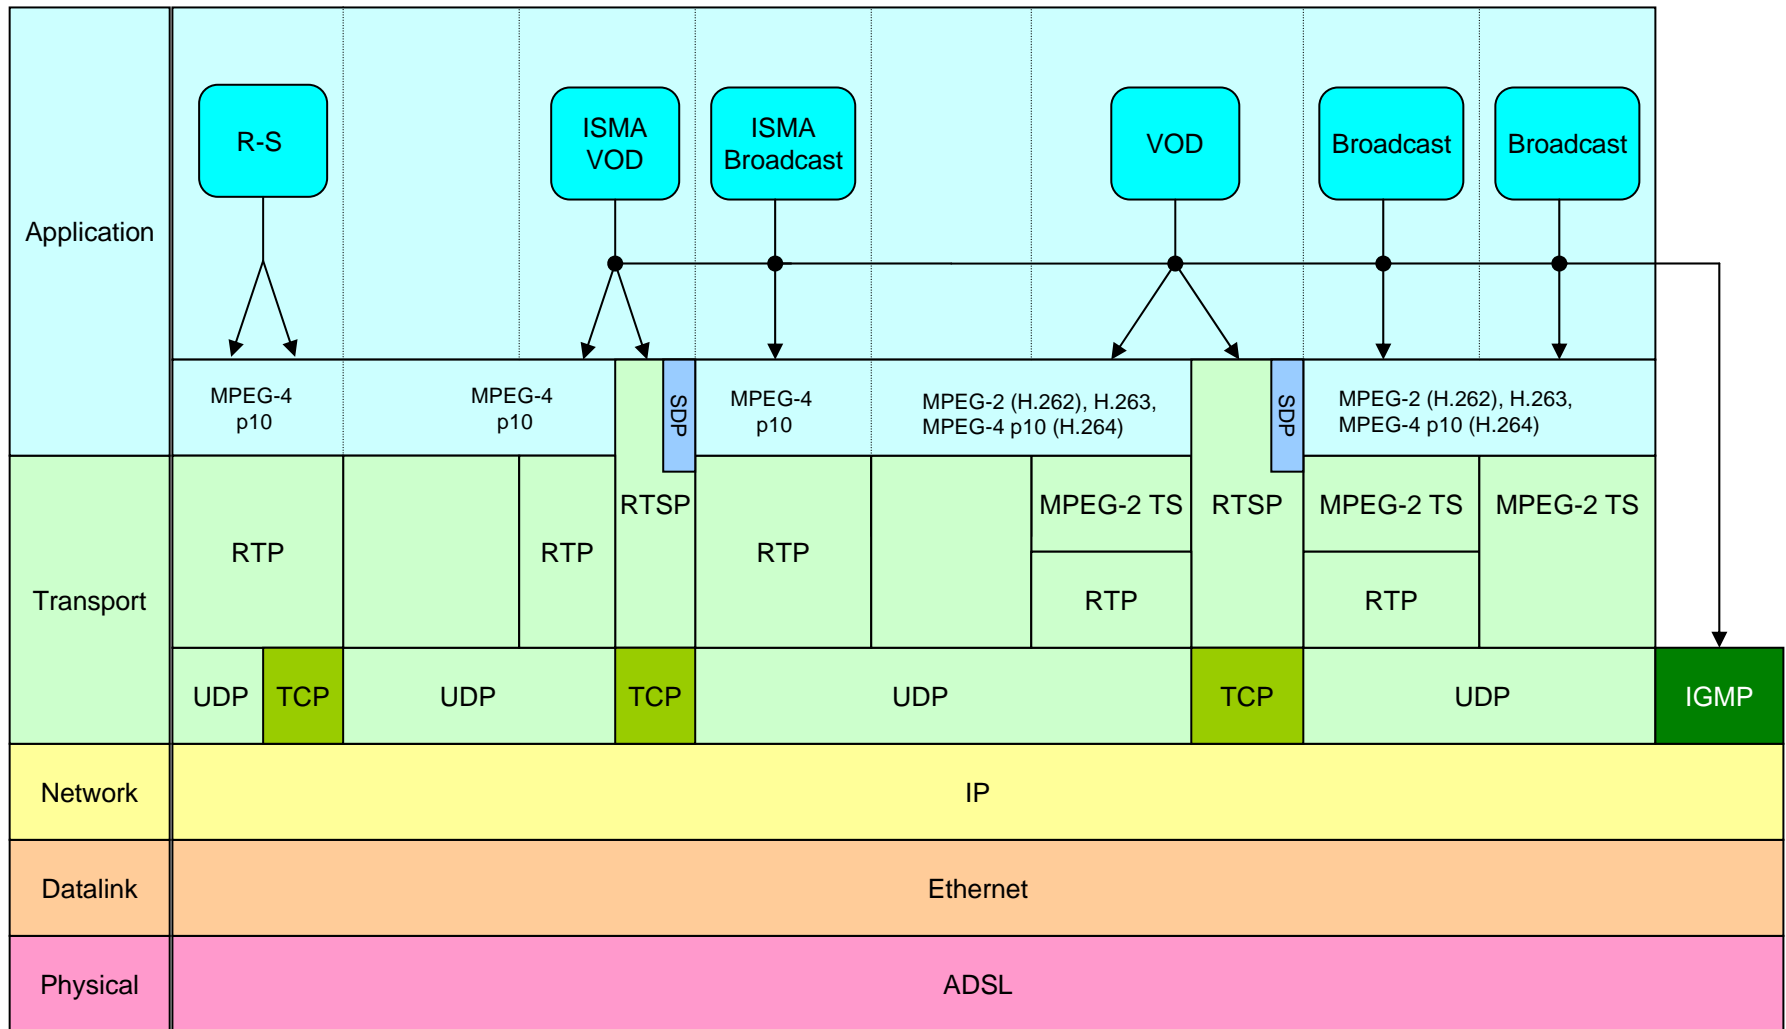 Application
R-S
ISMA
VOD
ISMA
Broadcast
VOD
Broadcast
Broadcast
MPEG-4
p10
MPEG-4
p10
SDP
MPEG-4
p10
MPEG-2 (H.262), H.263,
MPEG-4 p10 (H.264)
SDP
MPEG-2 (H.262), H.263,
MPEG-4 p10 (H.264)
Transport
RTP
RTP
RTSP
RTP
MPEG-2 TS
RTP
RTSP
MPEG-2 TS
RTP
MPEG-2 TS
UDP
TCP
UDP
TCP
UDP
TCP
UDP
IGMP
Network
IP
Datalink
Ethernet
Physical
ADSL